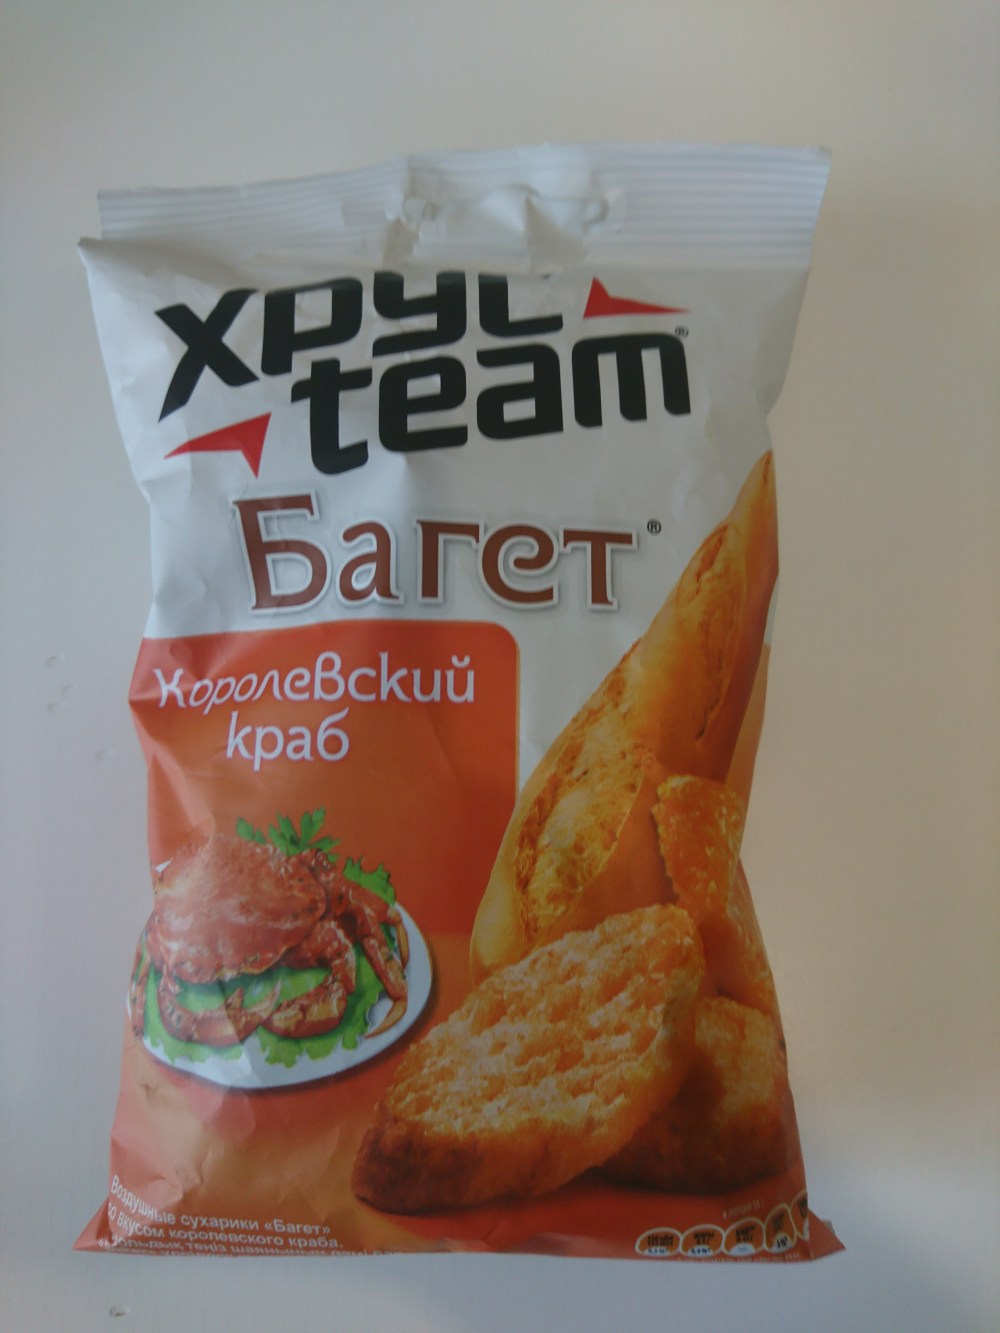 хрус
team®
Багет®
Королевский
краб
Воздушные сухарики «Багет»
со вкусом королевского краба.